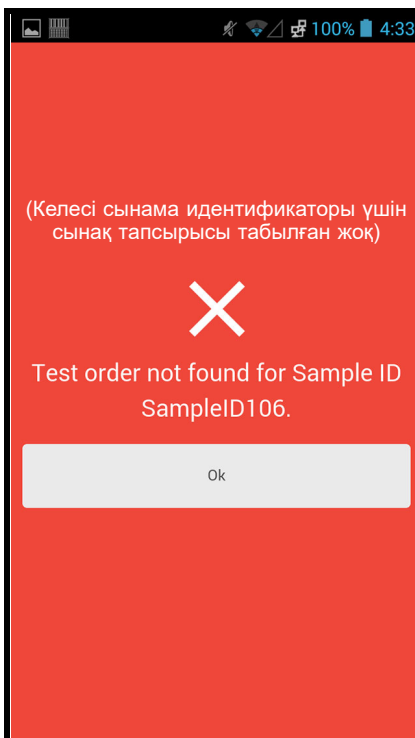 100% 4:33
(Келесі сынама идентификаторы үшін
сынақ тапсырысы табылған жоқ)
Test order not found for Sample ID
SampleID106.
Ok